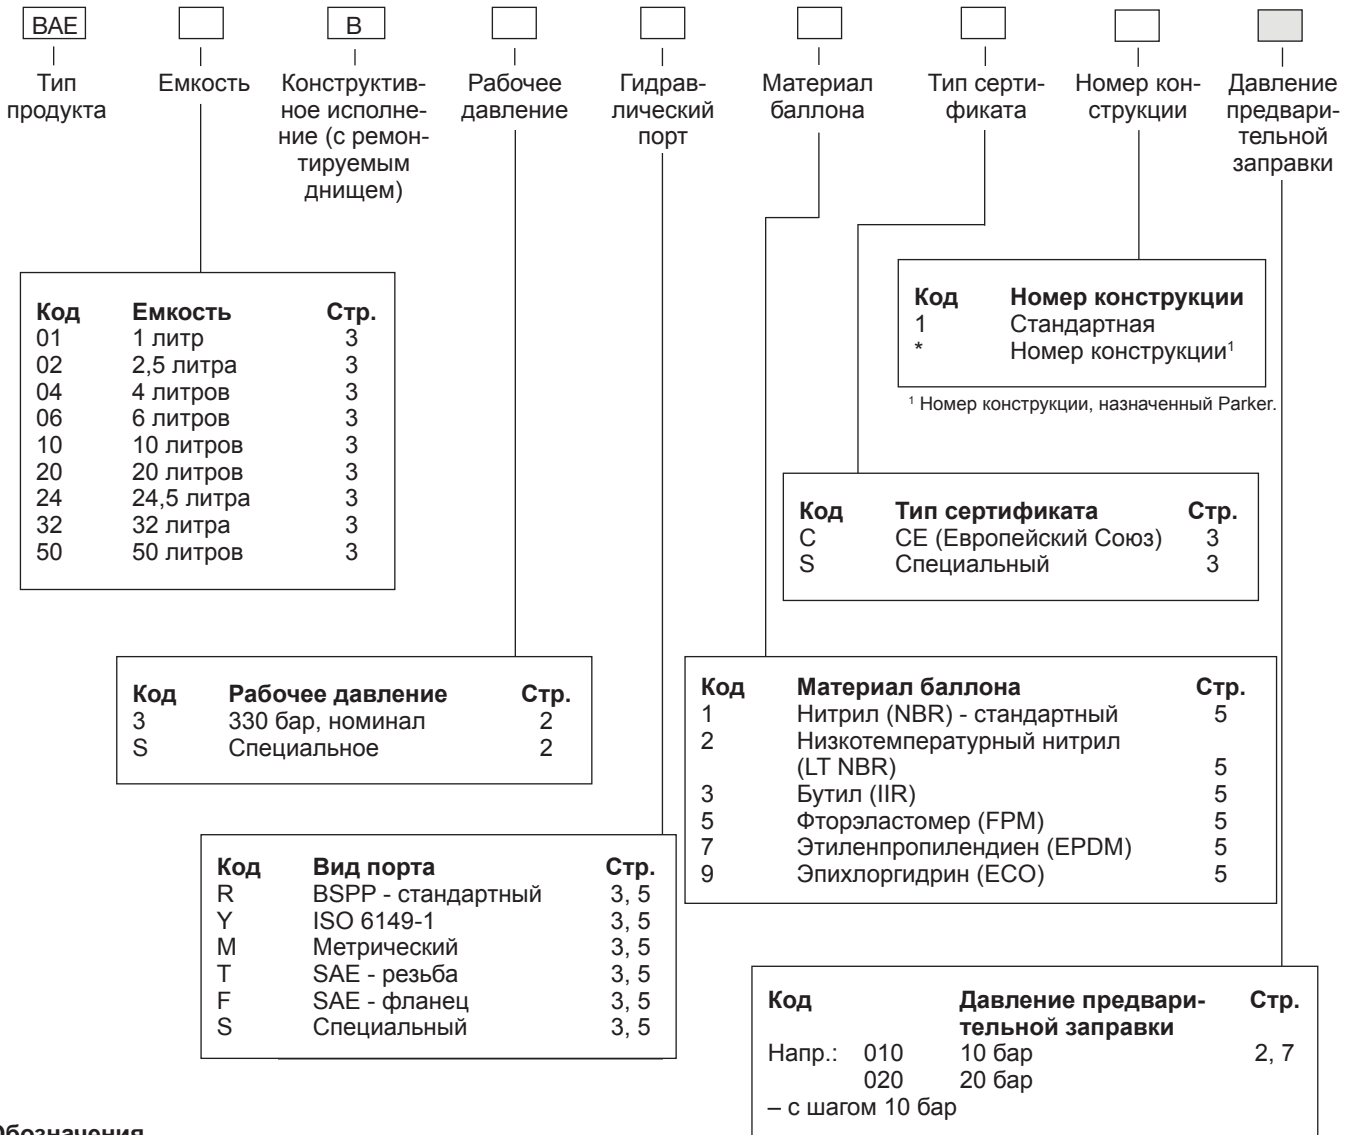 BAE B
Тип продукта
Емкость
Конструктив-
ное исполне-
ние (с ремон-
тируемым
днищем)
Рабочее
давление
Гидрав-
лический
порт
Материал
баллона
Тип серти-
фиката
Номер кон-
струкции
Давление
предвари-
тельной
заправки
Код Емкость Стр.
01 1 литр 3
02 2,5 литра 3
04 4 литров 3
06 6 литров 3
10 10 литров 3
20 20 литров 3
24 24,5 литра 3
32 32 литра 3
50 50 литров 3
Код Номер конструкции
1 Стандартная
* Номер конструкции¹
¹ Номер конструкции, назначенный Parker.
Код Тип сертификата Стр.
C CE (Европейский Союз) 3
S Специальный 3
Код Рабочее давление Стр.
3 330 бар, номинал 2
S Специальное 2
Код Материал баллона Стр.
1 Нитрил (NBR) - стандартный 5
2 Низкотемпературный нитрил
(LT NBR) 5
3 Бутил (IIR) 5
5 Фторэластомер (FPM) 5
7 Этиленпропилендиен (EPDM) 5
9 Эпихлоргидрин (ECO) 5
Код Вид порта Стр.
R BSPP - стандартный 3, 5
Y ISO 6149-1 3, 5
M Метрический 3, 5
T SAE - резьба 3, 5
F SAE - фланец 3, 5
S Специальный 3, 5
Код Давление предвари- Стр.
тельной заправки
Напр.: 010 10 бар 2, 7
020 20 бар
– с шагом 10 бар